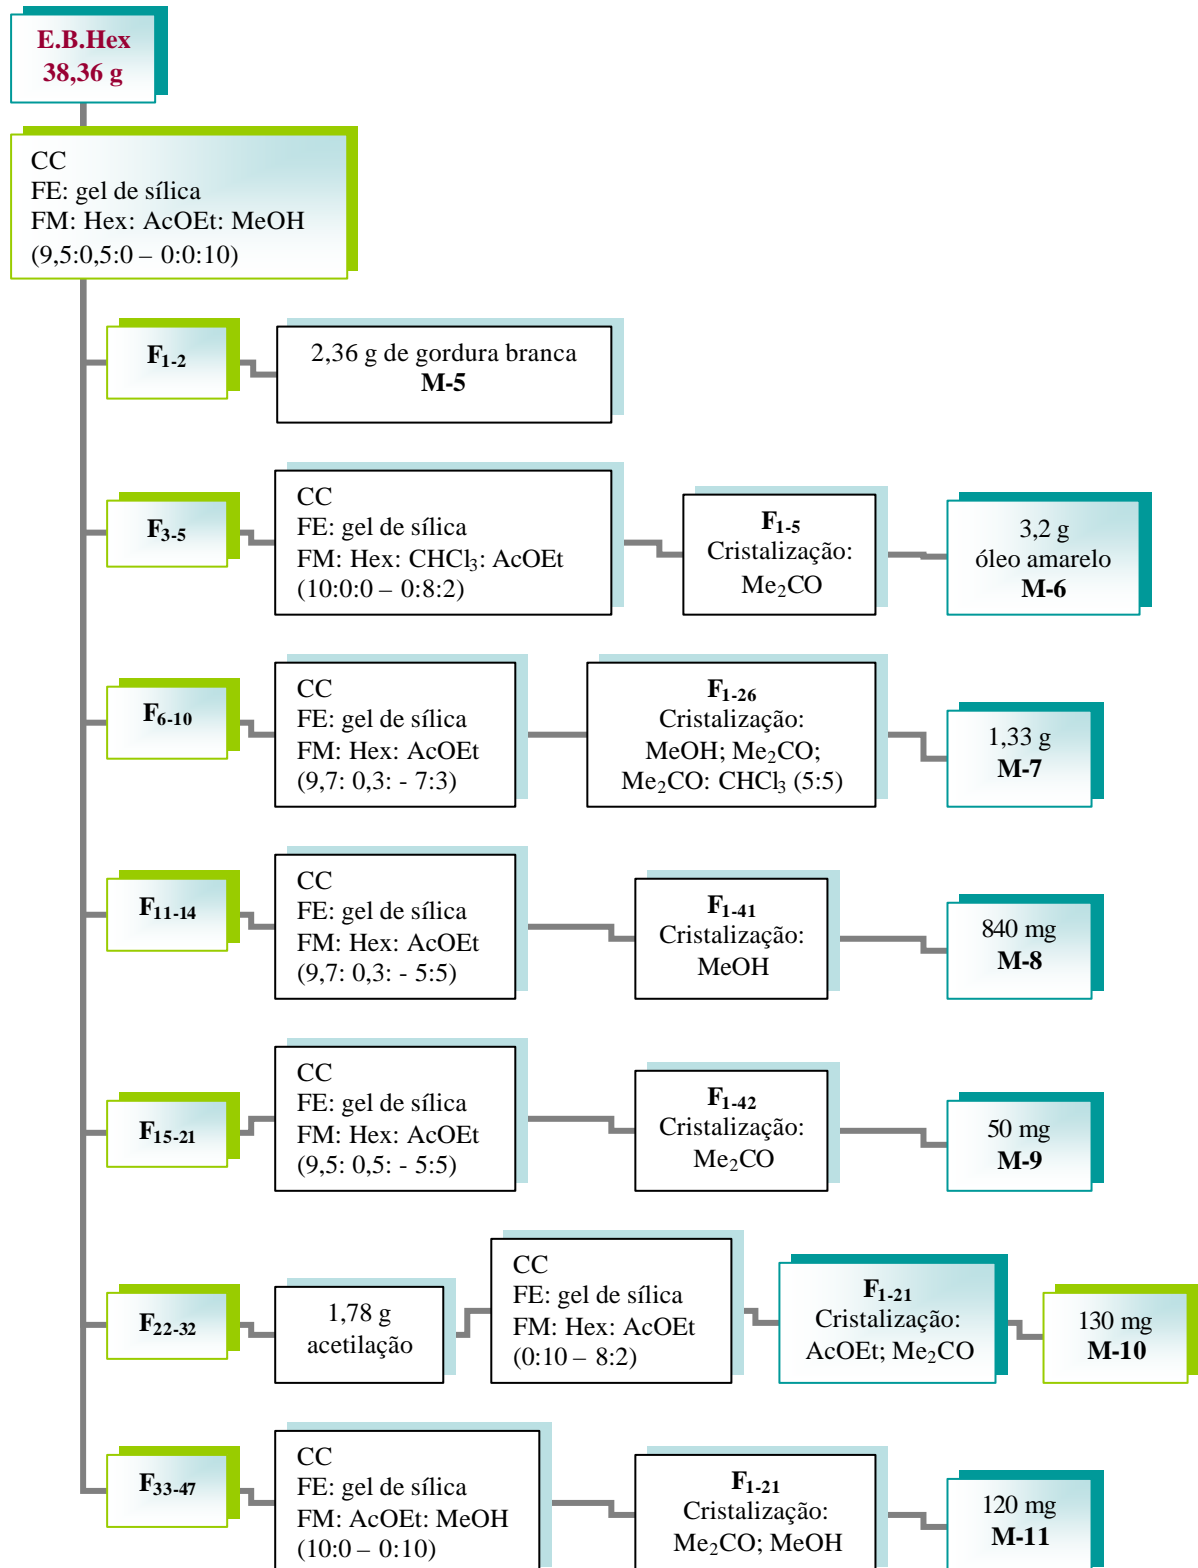 E.B.Hex
38,36 g
CC
FE: gel de sílica
FM: Hex: AcOEt: MeOH
(9,5:0,5:0 – 0:0:10)
F1-2
2,36 g de gordura branca
M-5
F3-5
CC
FE: gel de sílica
FM: Hex: CHCl3: AcOEt
(10:0:0 – 0:8:2)
F1-5
Cristalização:
Me2CO
3,2 g
óleo amarelo
M-6
F6-10
CC
FE: gel de sílica
FM: Hex: AcOEt
(9,7: 0,3: - 7:3)
F1-26
Cristalização:
MeOH; Me2CO;
Me2CO: CHCl3 (5:5)
1,33 g
M-7
F11-14
CC
FE: gel de sílica
FM: Hex: AcOEt
(9,7: 0,3: - 5:5)
F1-41
Cristalização:
MeOH
840 mg
M-8
F15-21
CC
FE: gel de sílica
FM: Hex: AcOEt
(9,5: 0,5: - 5:5)
F1-42
Cristalização:
Me2CO
50 mg
M-9
F22-32
1,78 g
acetilação
CC
FE: gel de sílica
FM: Hex: AcOEt
(0:10 – 8:2)
F1-21
Cristalização:
AcOEt; Me2CO
130 mg
M-10
F33-47
CC
FE: gel de sílica
FM: AcOEt: MeOH
(10:0 – 0:10)
F1-21
Cristalização:
Me2CO; MeOH
120 mg
M-11